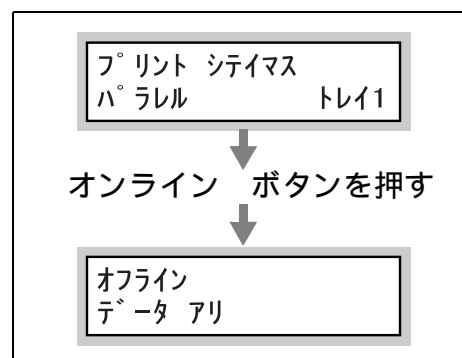 プリント シテイマス
パラレル トレイ1
オンライン ボタンを押す
オフライン
データ アリ